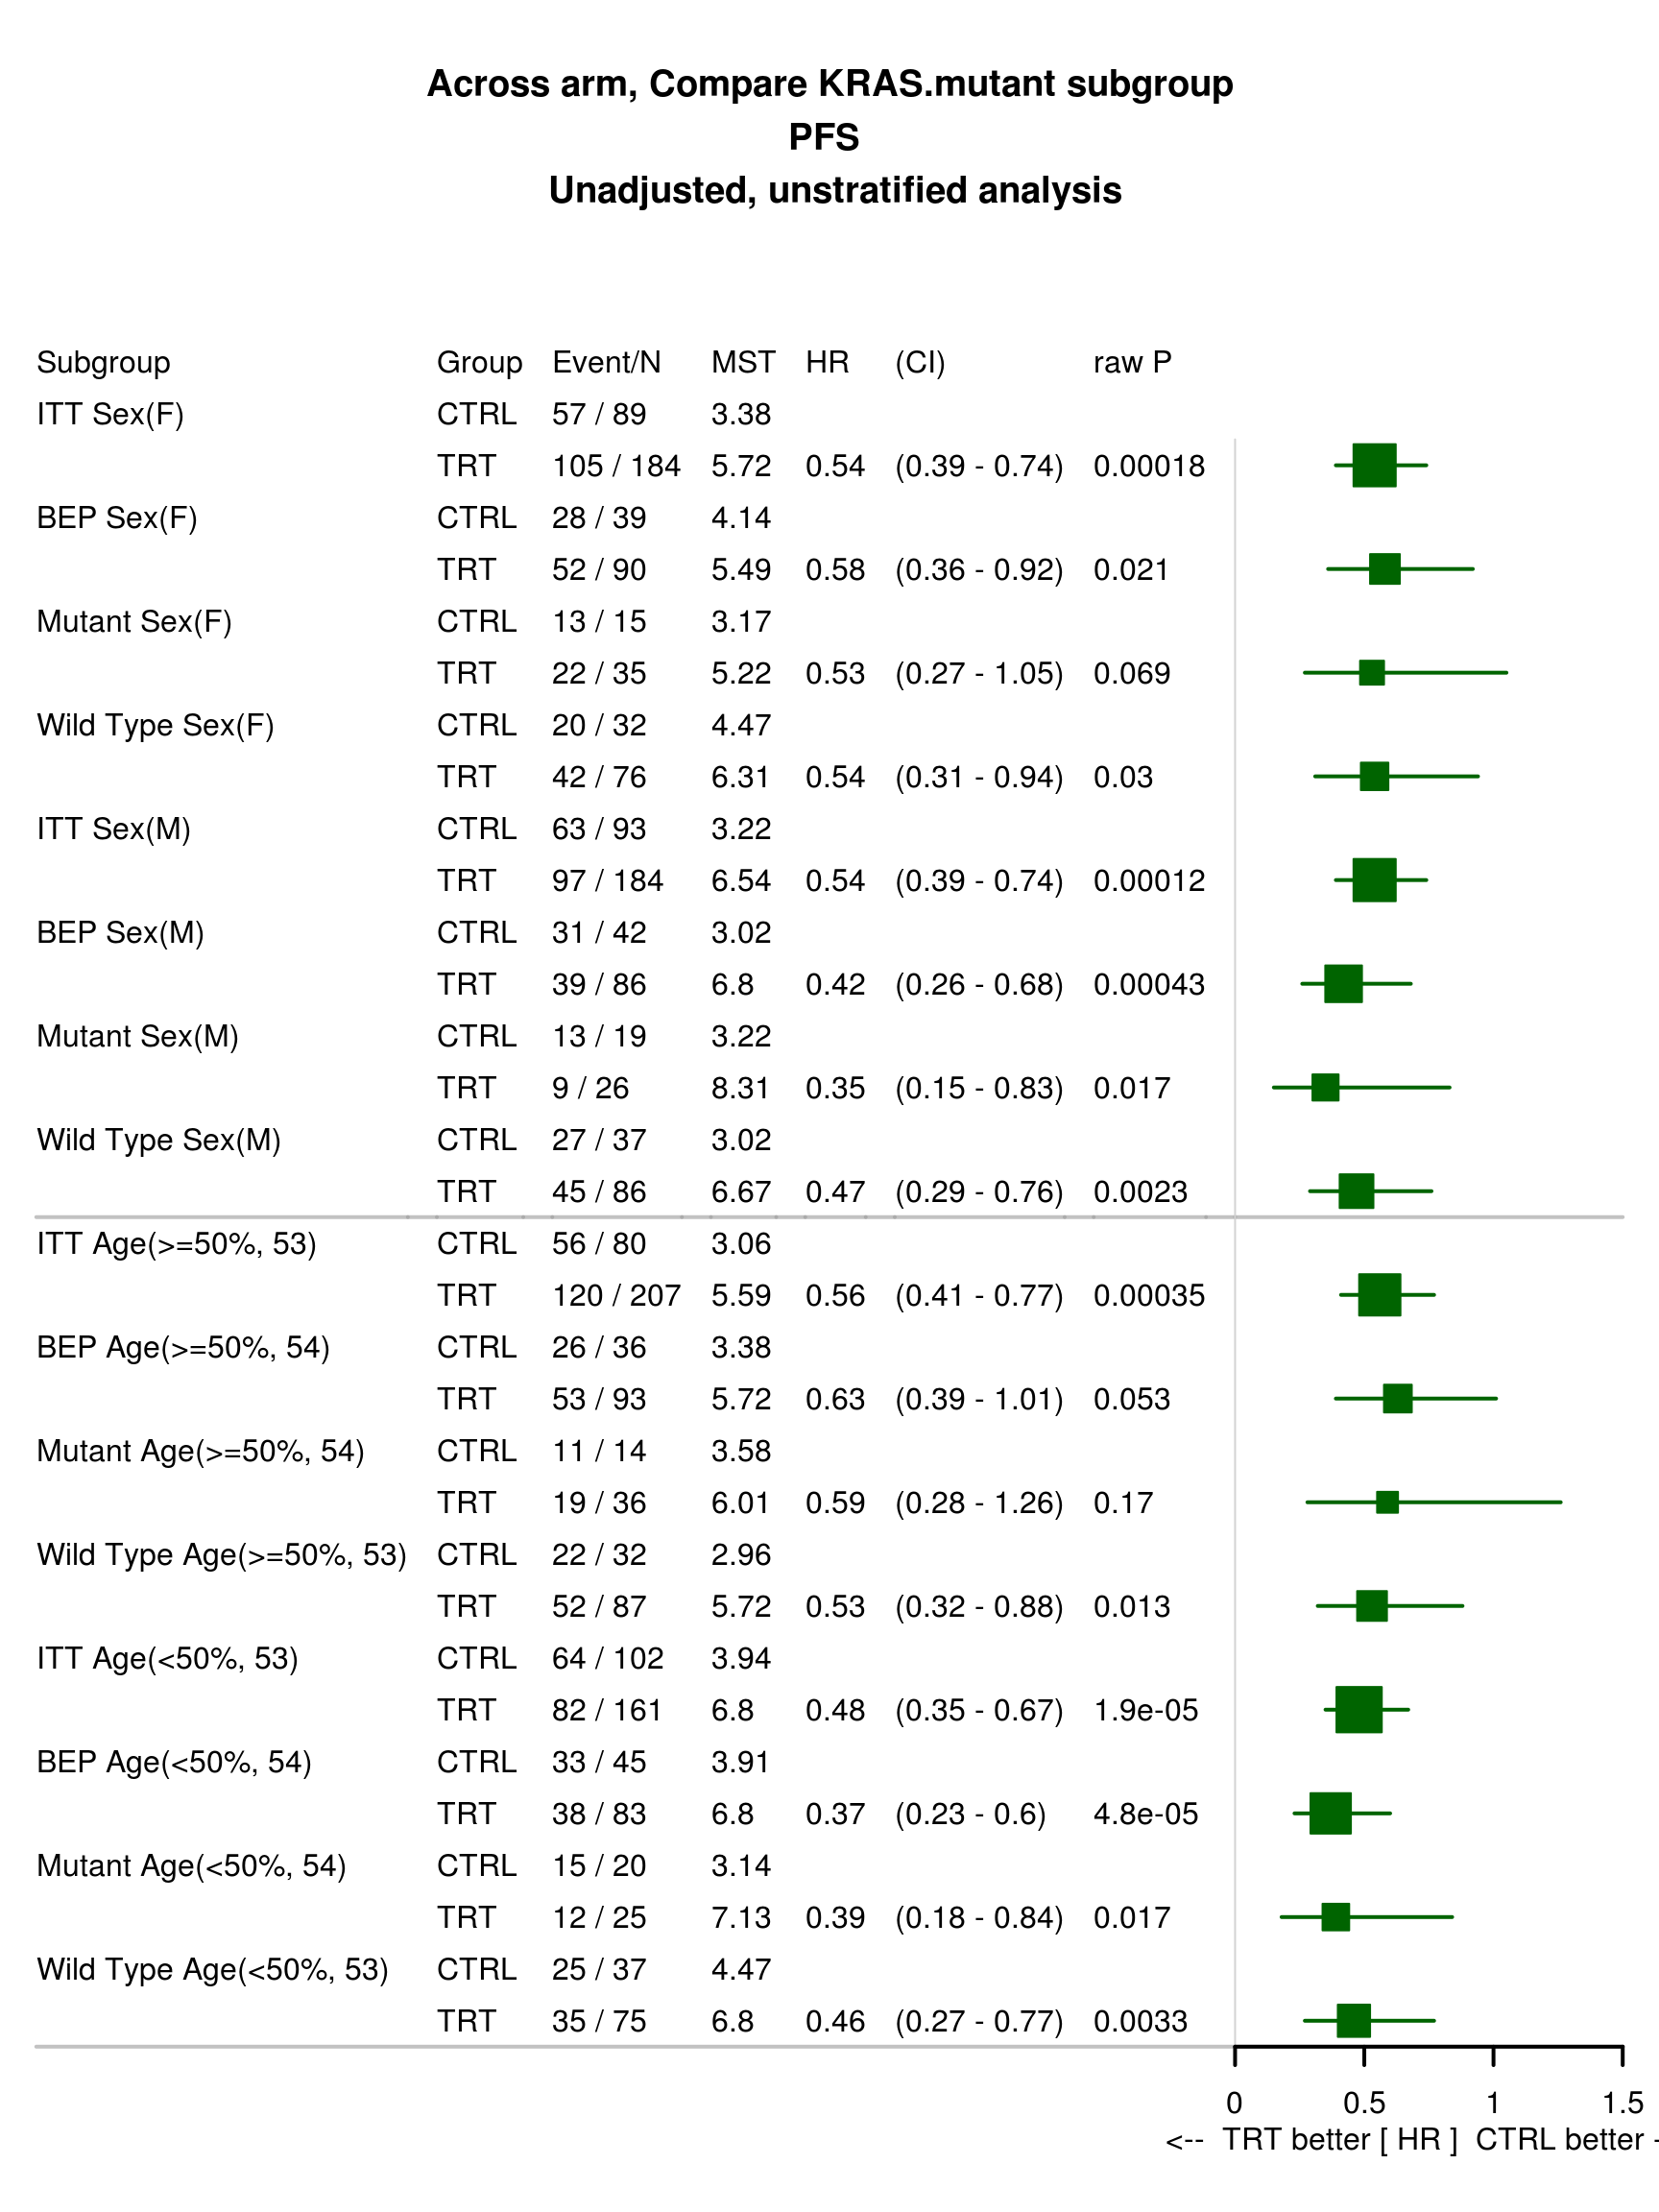 Across arm, Compare KRAS.mutant subgroup
PFS
Unadjusted, unstratified analysis
Subgroup Group Event/N MST HR (CI) raw P
ITT Sex(F) CTRL 57 / 89 3.38
TRT 105 / 184 5.72 0.54 (0.39 - 0.74) 0.00018
BEP Sex(F) CTRL 28 / 39 4.14
TRT 52 / 90 5.49 0.58 (0.36 - 0.92) 0.021
Mutant Sex(F) CTRL 13 / 15 3.17
TRT 22 / 35 5.22 0.53 (0.27 - 1.05) 0.069
Wild Type Sex(F) CTRL 20 / 32 4.47
TRT 42 / 76 6.31 0.54 (0.31 - 0.94) 0.03
ITT Sex(M) CTRL 63 / 93 3.22
TRT 97 / 184 6.54 0.54 (0.39 - 0.74) 0.00012
BEP Sex(M) CTRL 31 / 42 3.02
TRT 39 / 86 6.8 0.42 (0.26 - 0.68) 0.00043
Mutant Sex(M) CTRL 13 / 19 3.22
TRT 9 / 26 8.31 0.35 (0.15 - 0.83) 0.017
Wild Type Sex(M) CTRL 27 / 37 3.02
TRT 45 / 86 6.67 0.47 (0.29 - 0.76) 0.0023
ITT Age(>=50%, 53) CTRL 56 / 80 3.06
TRT 120 / 207 5.59 0.56 (0.41 - 0.77) 0.00035
BEP Age(>=50%, 54) CTRL 26 / 36 3.38
TRT 53 / 93 5.72 0.63 (0.39 - 1.01) 0.053
Mutant Age(>=50%, 54) CTRL 11 / 14 3.58
TRT 19 / 36 6.01 0.59 (0.28 - 1.26) 0.17
Wild Type Age(>=50%, 53) CTRL 22 / 32 2.96
TRT 52 / 87 5.72 0.53 (0.32 - 0.88) 0.013
ITT Age(<50%, 53) CTRL 64 / 102 3.94
TRT 82 / 161 6.8 0.48 (0.35 - 0.67) 1.9e-05
BEP Age(<50%, 54) CTRL 33 / 45 3.91
TRT 38 / 83 6.8 0.37 (0.23 - 0.6) 4.8e-05
Mutant Age(<50%, 54) CTRL 15 / 20 3.14
TRT 12 / 25 7.13 0.39 (0.18 - 0.84) 0.017
Wild Type Age(<50%, 53) CTRL 25 / 37 4.47
TRT 35 / 75 6.8 0.46 (0.27 - 0.77) 0.0033
0 0.5 1 1.5
<-- TRT better [ HR ] CTRL better -